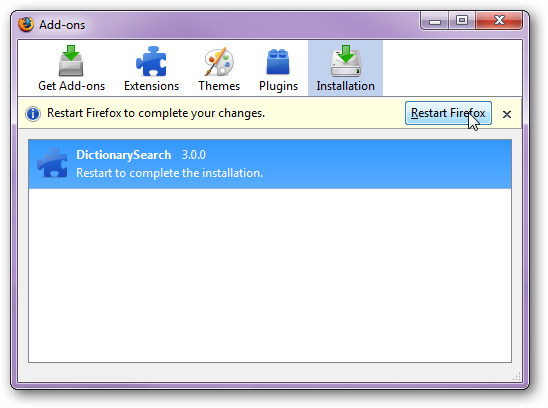 Add-ons
Get Add-ons Extensions Themes Plugins Installation
Restart Firefox to complete your changes. Restart Firefox
DictionarySearch 3.0.0
Restart to complete the installation.